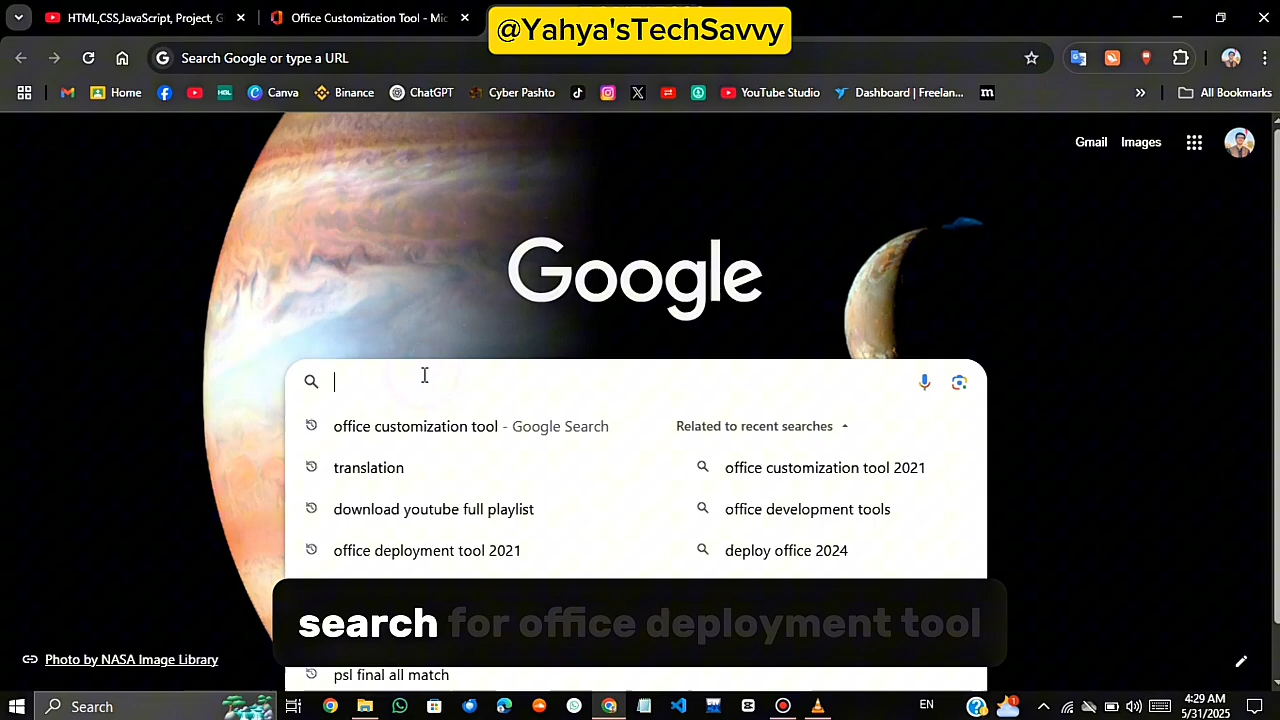 HTML,CSS,JavaScript, Project, G
Office Customization Tool - Mic
@Yahya'sTechSavvy
Search Google or type a URL
Home
Canva
Binance
ChatGPT
Cyber Pashto
YouTube Studio
Dashboard | Freelan...
All Bookmarks
Gmail
Images
Google
office customization tool - Google Search
Related to recent searches
translation
office customization tool 2021
download youtube full playlist
office development tools
office deployment tool 2021
deploy office 2024
search for office deployment tool
psl final all match
Photo by NASA Image Library
Search
EN
1
4:29 AM
5/31/2025